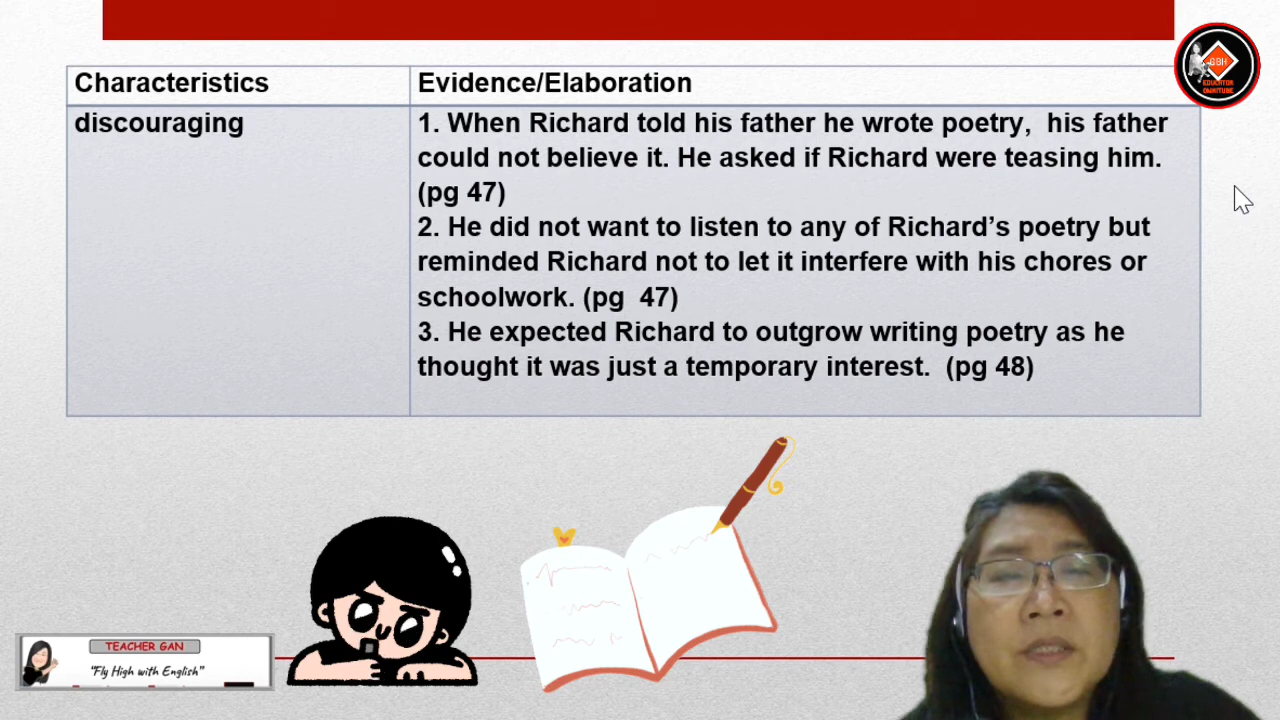 Characteristics
Evidence/Elaboration
discouraging
1. When Richard told his father he wrote poetry, his father
could not believe it. He asked if Richard were teasing him.
(pg 47)
2. He did not want to listen to any of Richard's poetry but
reminded Richard not to let it interfere with his chores or
schoolwork. (pg 47)
3. He expected Richard to outgrow writing poetry as he
thought it was just a temporary interest. (pg 48)
GBH
EDUCATOR
OMNITUBE
TEACHER GAN
"Fly High with English"